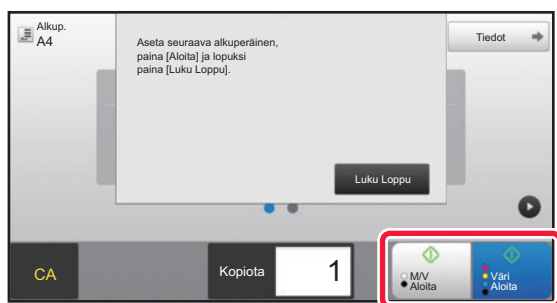 Alkup.
A4
Aseta seuraava alkuperäinen,
paina [Aloita] ja lopuksi
paina [Luku Loppu].
Tiedot
Luku Loppu
CA
Kopiota
1
M/V
Aloita
Väri
Aloita